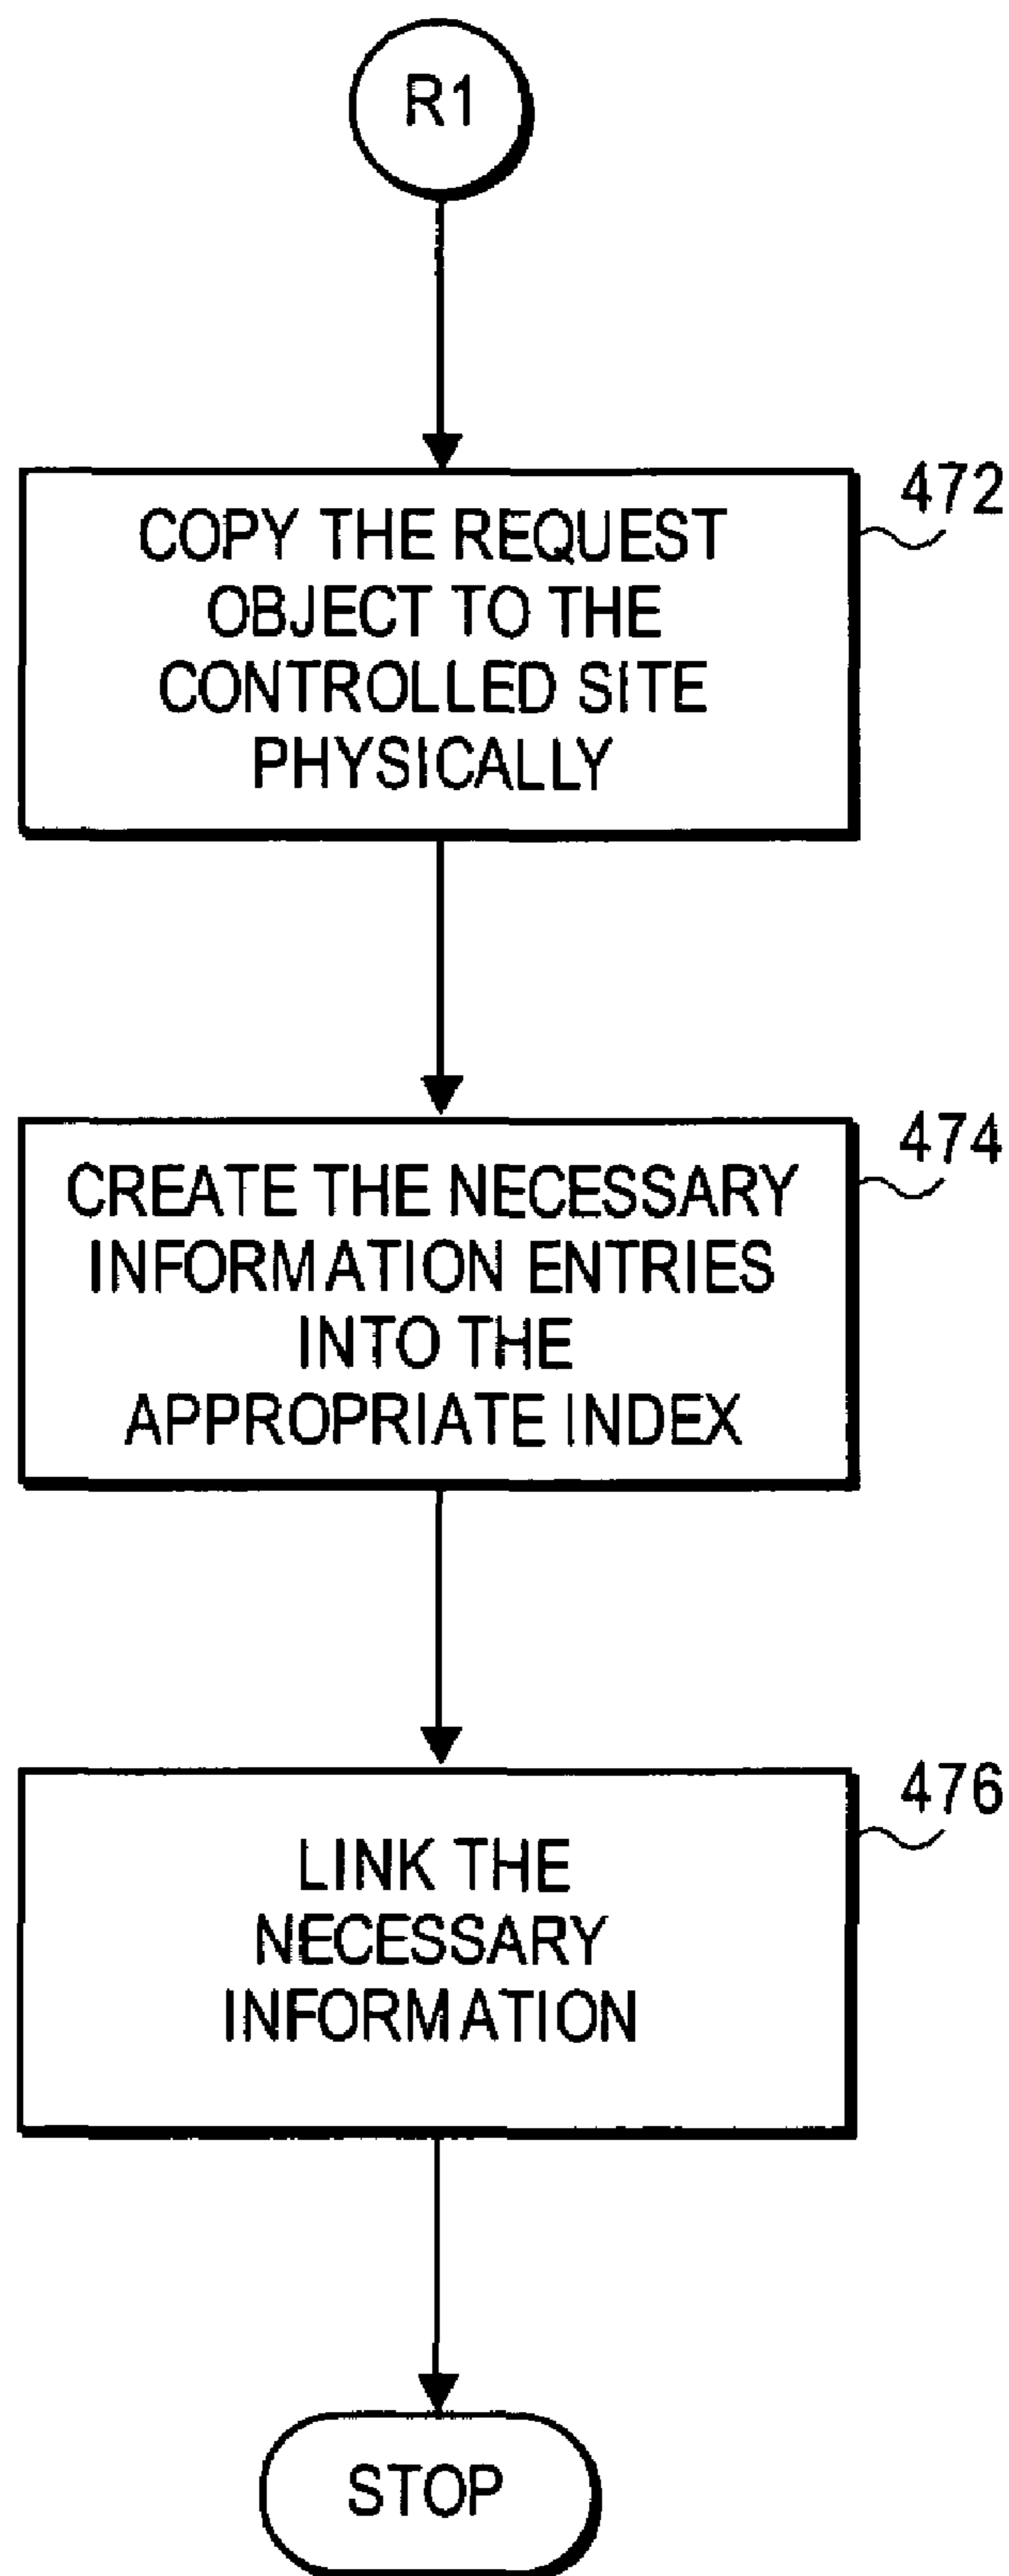 R1
472
COPY THE REQUEST
OBJECT TO THE
CONTROLLED SITE
PHYSICALLY
474
CREATE THE NECESSARY
INFORMATION ENTRIES
INTO THE
APPROPRIATE INDEX
476
LINK THE
NECESSARY
INFORMATION
STOP